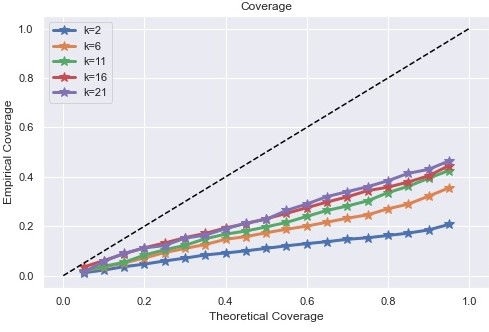 Coverage
k=2
k=6
k=11
k=16
k=21
1.0
0.8
0.6
0.4
0.2
0.0
Empirical Coverage
0.0 0.2 0.4 0.6 0.8 1.0
Theoretical Coverage